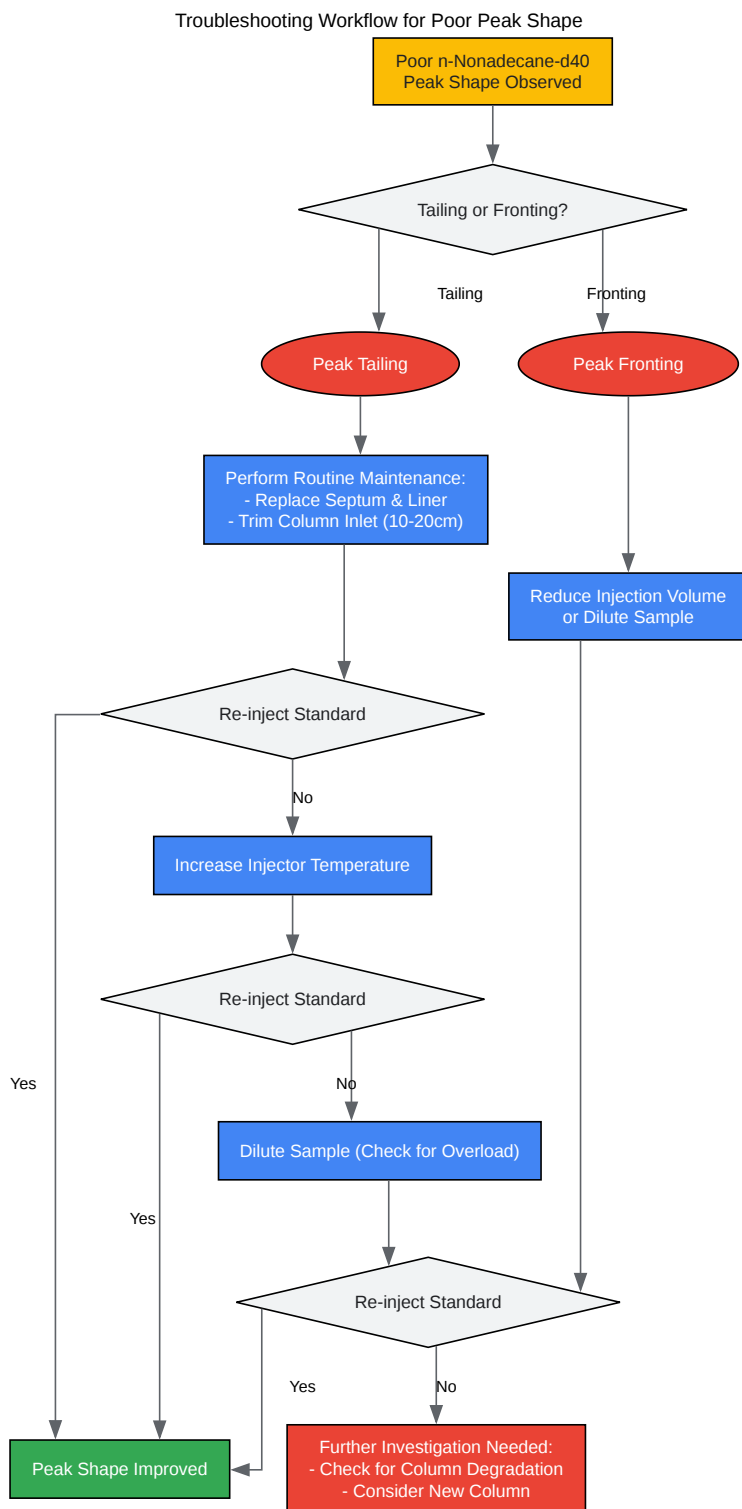 Troubleshooting Workflow for Poor Peak Shape
Poor n-Nonadecane-d40
Peak Shape Observed
Tailing or Fronting?
Tailing
Fronting
Peak Tailing
Peak Fronting
Perform Routine Maintenance:
- Replace Septum & Liner
- Trim Column Inlet (10-20cm)
Reduce Injection Volume
or Dilute Sample
Re-inject Standard
No
Increase Injector Temperature
Re-inject Standard
Yes
No
Dilute Sample (Check for Overload)
Yes
Re-inject Standard
Yes
No
Peak Shape Improved
Further Investigation Needed:
- Check for Column Degradation
- Consider New Column